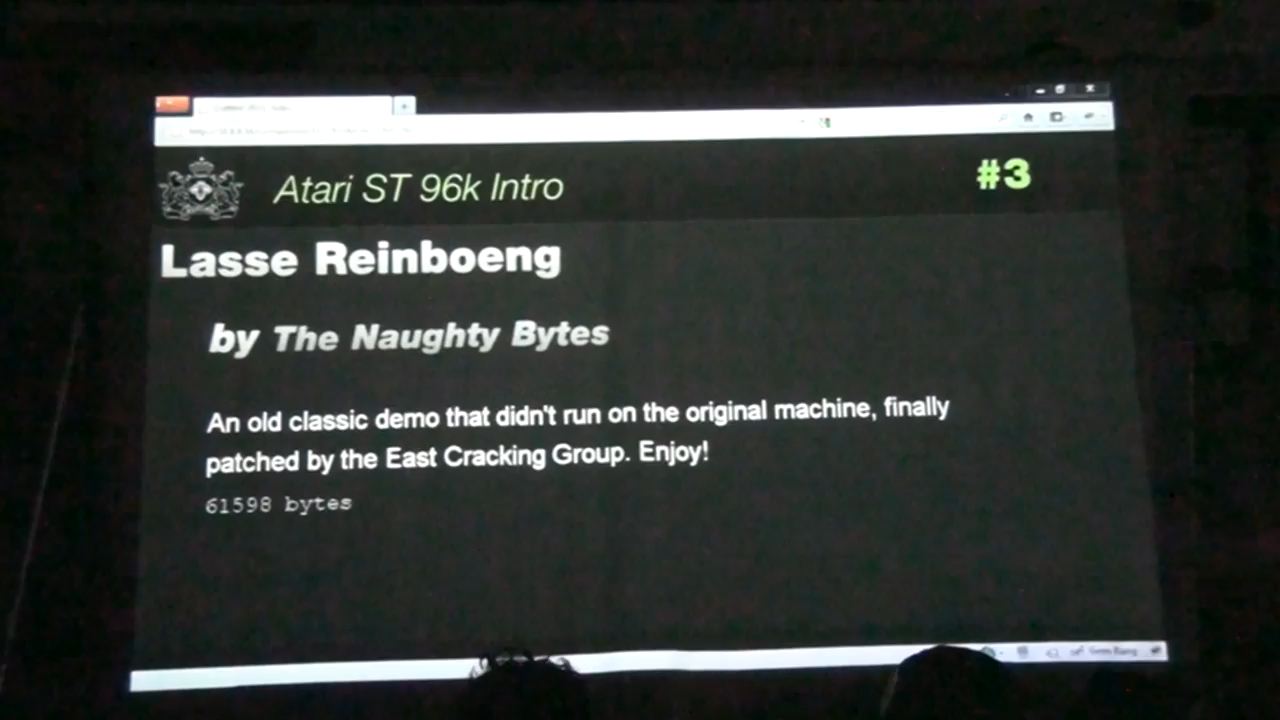 Atari ST 96k Intro
#3
Lasse Reinboeng
by The Naughty Bytes
An old classic demo that didn't run on the original machine, finally
patched by the East Cracking Group. Enjoy!
61598 bytes